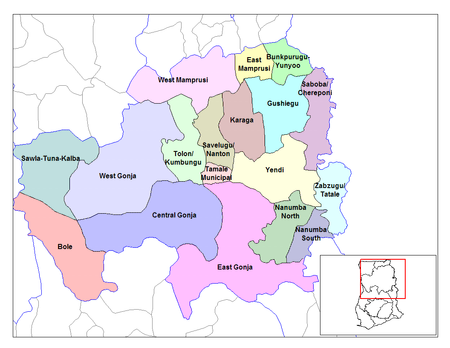 East
Mamprusi
Bunkpurugu-
Yunyoo
West Mamprusi
Saboba/
Chereponi
Gushiegu
Karaga
Savelugu/
Nanton
Tolon/
Kumbungu
Sawla-Tuna-Kalba
West Gonja
Tamale
Municipal
Yendi
Zabzugu/
Tatale
Nanumba
North
Central Gonja
Nanumba
South
Bole
East Gonja